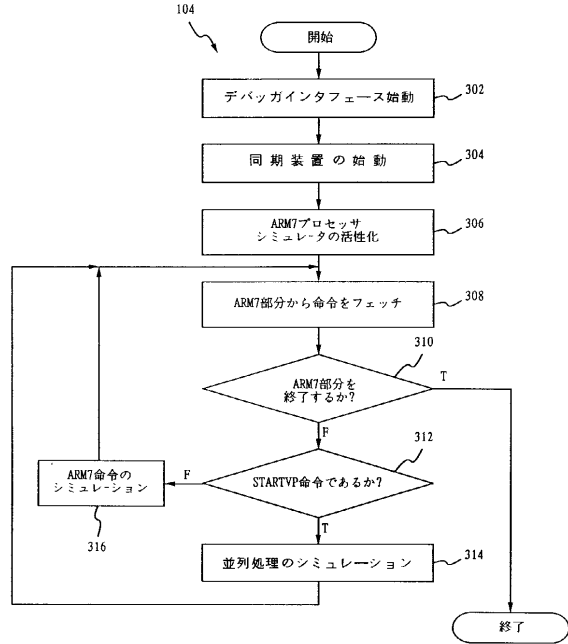 104
開始
デバッガインタフェース始動
302
同期装置の始動
304
ARM7プロセッサ
シミュレータの活性化
306
ARM7部分から命令をフェッチ
308
310
ARM7部分を
終了するか?
T
F
312
STARTVP命令であるか?
F
ARM7命令の
シミュレーション
316
T
並列処理のシミュレーション
314
終了